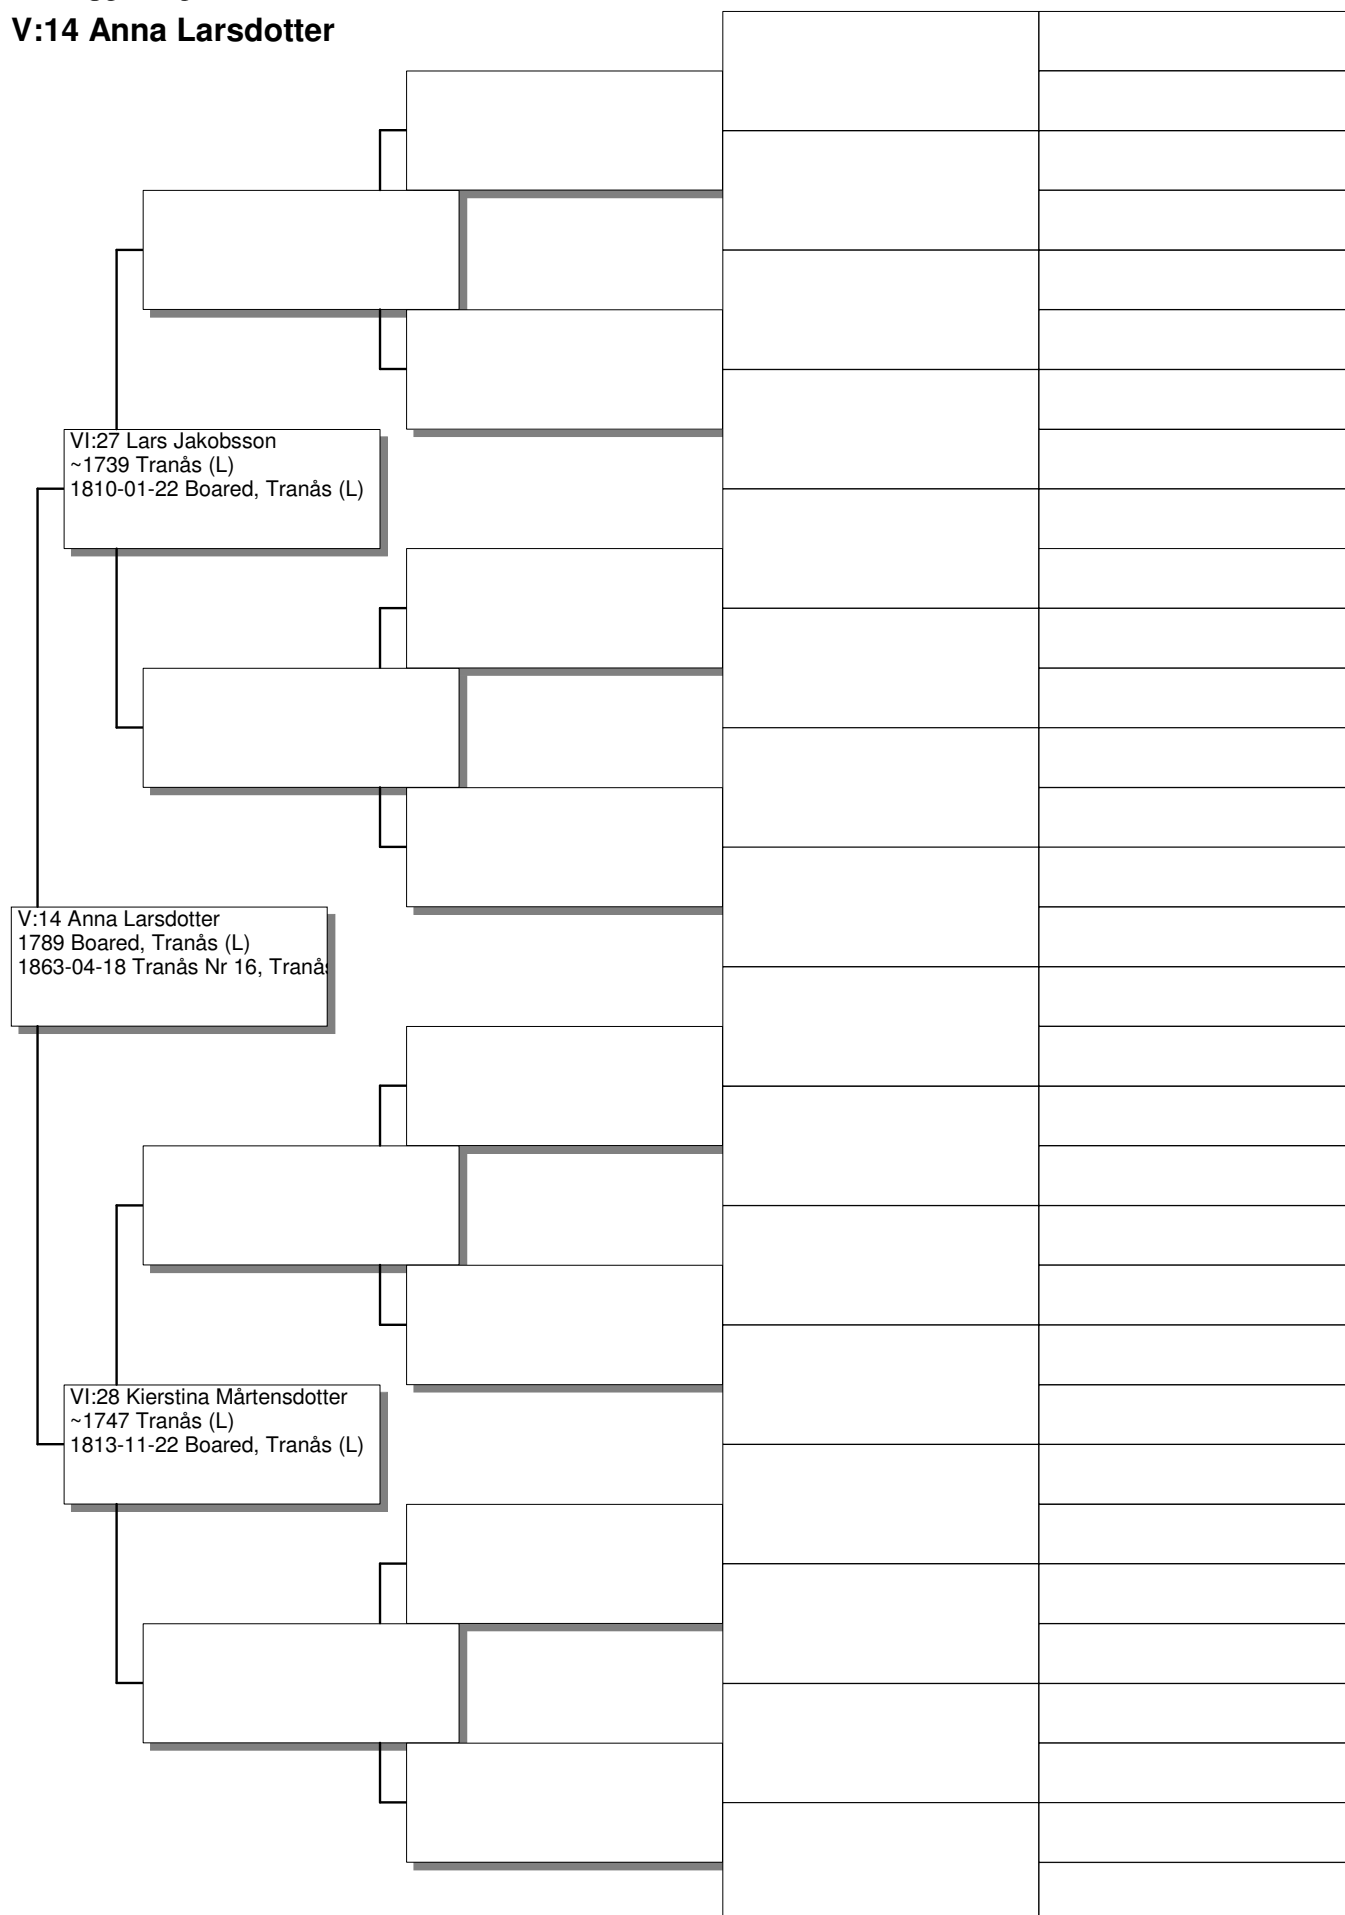 V:14 Anna Larsdotter
VI:27 Lars Jakobsson
~1739 Tranås (L)
1810-01-22 Boared, Tranås (L)
V:14 Anna Larsdotter
1789 Boared, Tranås (L)
1863-04-18 Tranås Nr 16, Tranås
VI:28 Kierstina Mårtensdotter
~1747 Tranås (L)
1813-11-22 Boared, Tranås (L)